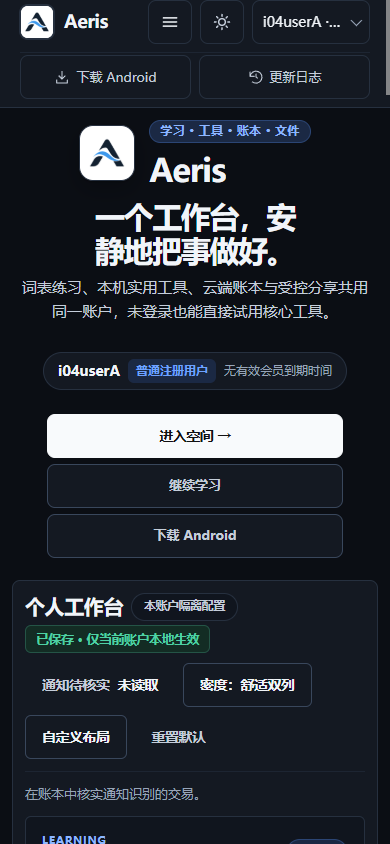 Aeris
i04userA ·...
下载 Android
更新日志
学习 • 工具 • 账本 • 文件
Aeris
一个工作台，安
静地把事做好。
词表练习、本机实用工具、云端账本与受控分享共用
同一账户，未登录也能直接试用核心工具。
i04userA 普通注册用户 无有效会员到期时间
进入空间 →
继续学习
下载 Android
个人工作台 本账户隔离配置
已保存 • 仅当前账户本地生效
通知待核实 未读取
密度：舒适双列
自定义布局
重置默认
在账本中核实通知识别的交易。
LEARNING